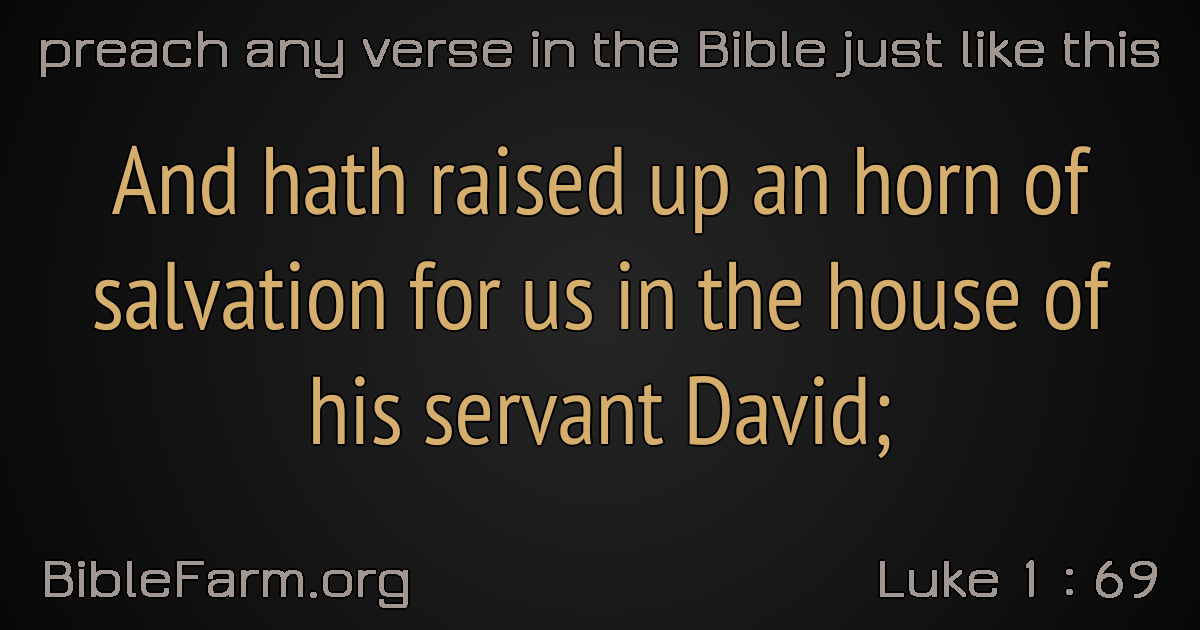 preach any verse in the Bible just like this
And hath raised up an horn of
salvation for us in the house of
his servant David;
BibleFarm.org
Luke 1 : 69